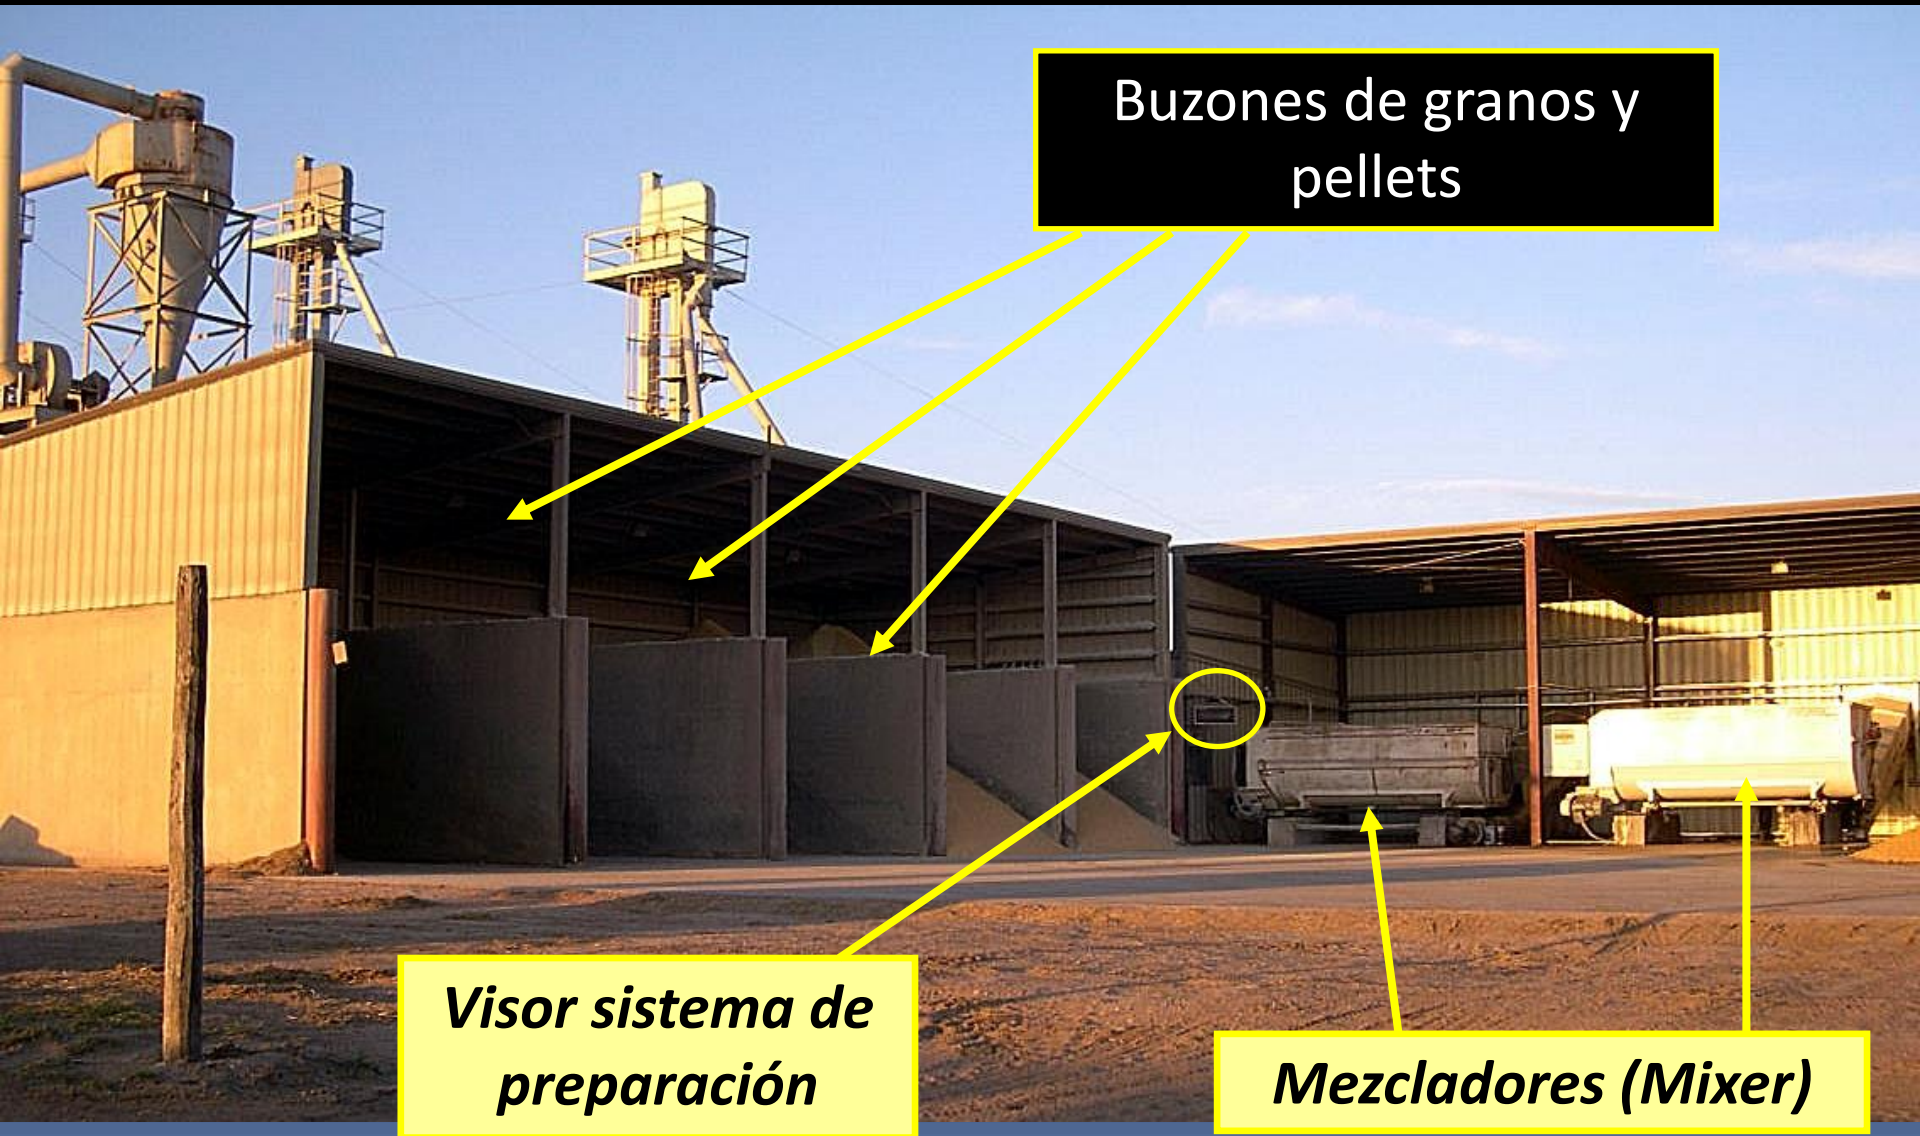 Buzones de granos y
pellets
Visor sistema de
preparación
Mezcladores (Mixer)